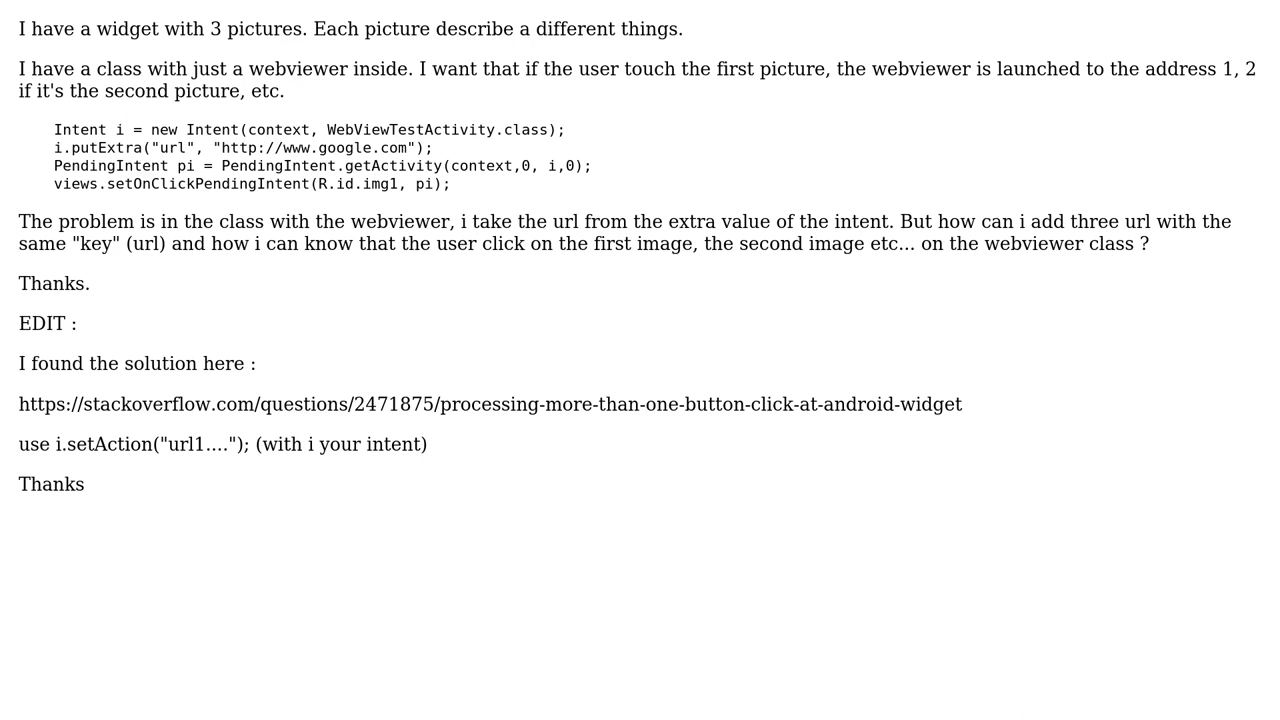 I have a widget with 3 pictures. Each picture describe a different things.
I have a class with just a webviewer inside. I want that if the user touch the first picture, the webviewer is launched to the address 1, 2
if it's the second picture, etc.
Intent i = new Intent(context, WebViewTestActivity.class);
i.putExtra("url", "http://www.google.com");
PendingIntent pi = PendingIntent.getActivity(context,0, i,0);
views.setOnClickPendingIntent(R.id.img1, pi);
The problem is in the class with the webviewer, i take the url from the extra value of the intent. But how can i add three url with the
same "key" (url) and how i can know that the user click on the first image, the second image etc... on the webviewer class ?
Thanks.
EDIT :
I found the solution here :
https://stackoverflow.com/questions/2471875/processing-more-than-one-button-click-at-android-widget
use i.setAction("url1...."); (with i your intent)
Thanks